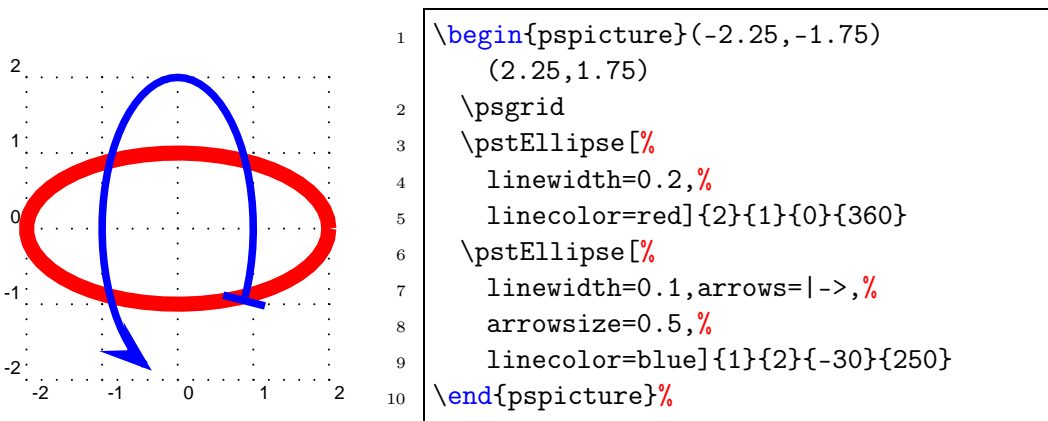 2
1
0
-1
-2
-2 -1 0 1 2
1 \begin{pspicture}(-2.25,-1.75)
(2.25,1.75)
2 \psgrid
3 \pstEllipse[%
4 linewidth=0.2,%
5 linecolor=red]{2}{1}{0}{360}
6 \pstEllipse[%
7 linewidth=0.1,arrows=|->,%
8 arrowsize=0.5,%
9 linecolor=blue]{1}{2}{-30}{250}
10 \end{pspicture}%